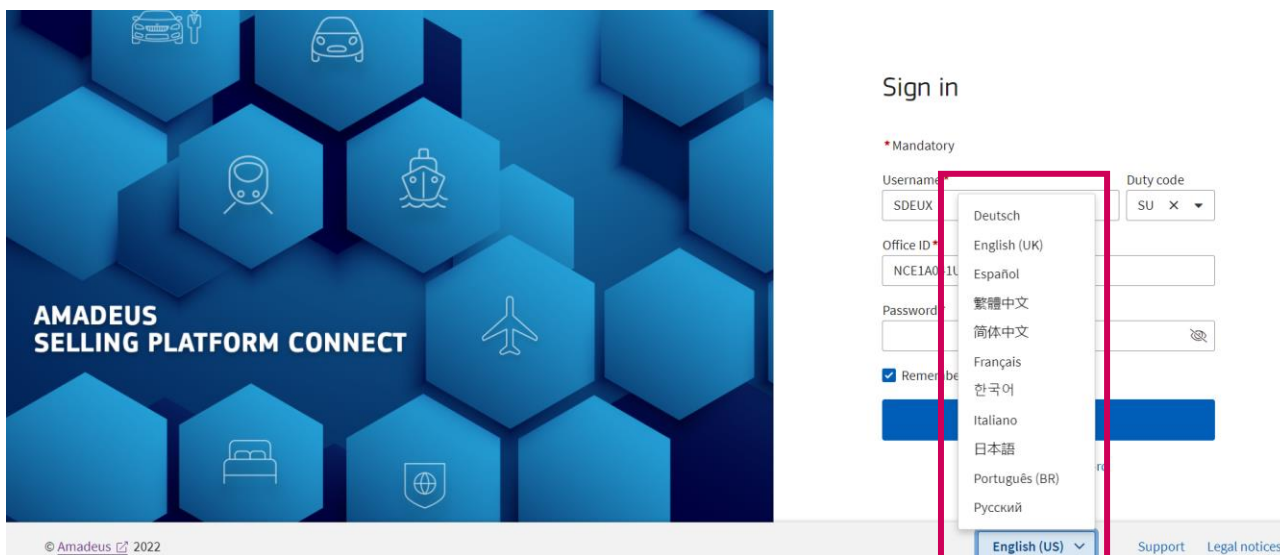 AMADEUS
SELLING PLATFORM CONNECT
Sign in
* Mandatory
Username
Duty code
SDEUX
SU
Office ID *
Password
Deutsch
English (UK)
Español
繁體中文
简体中文
Français
한국어
Italiano
日本語
Português (BR)
Русский
© Amadeus 2022
English (US)
Support
Legal notices